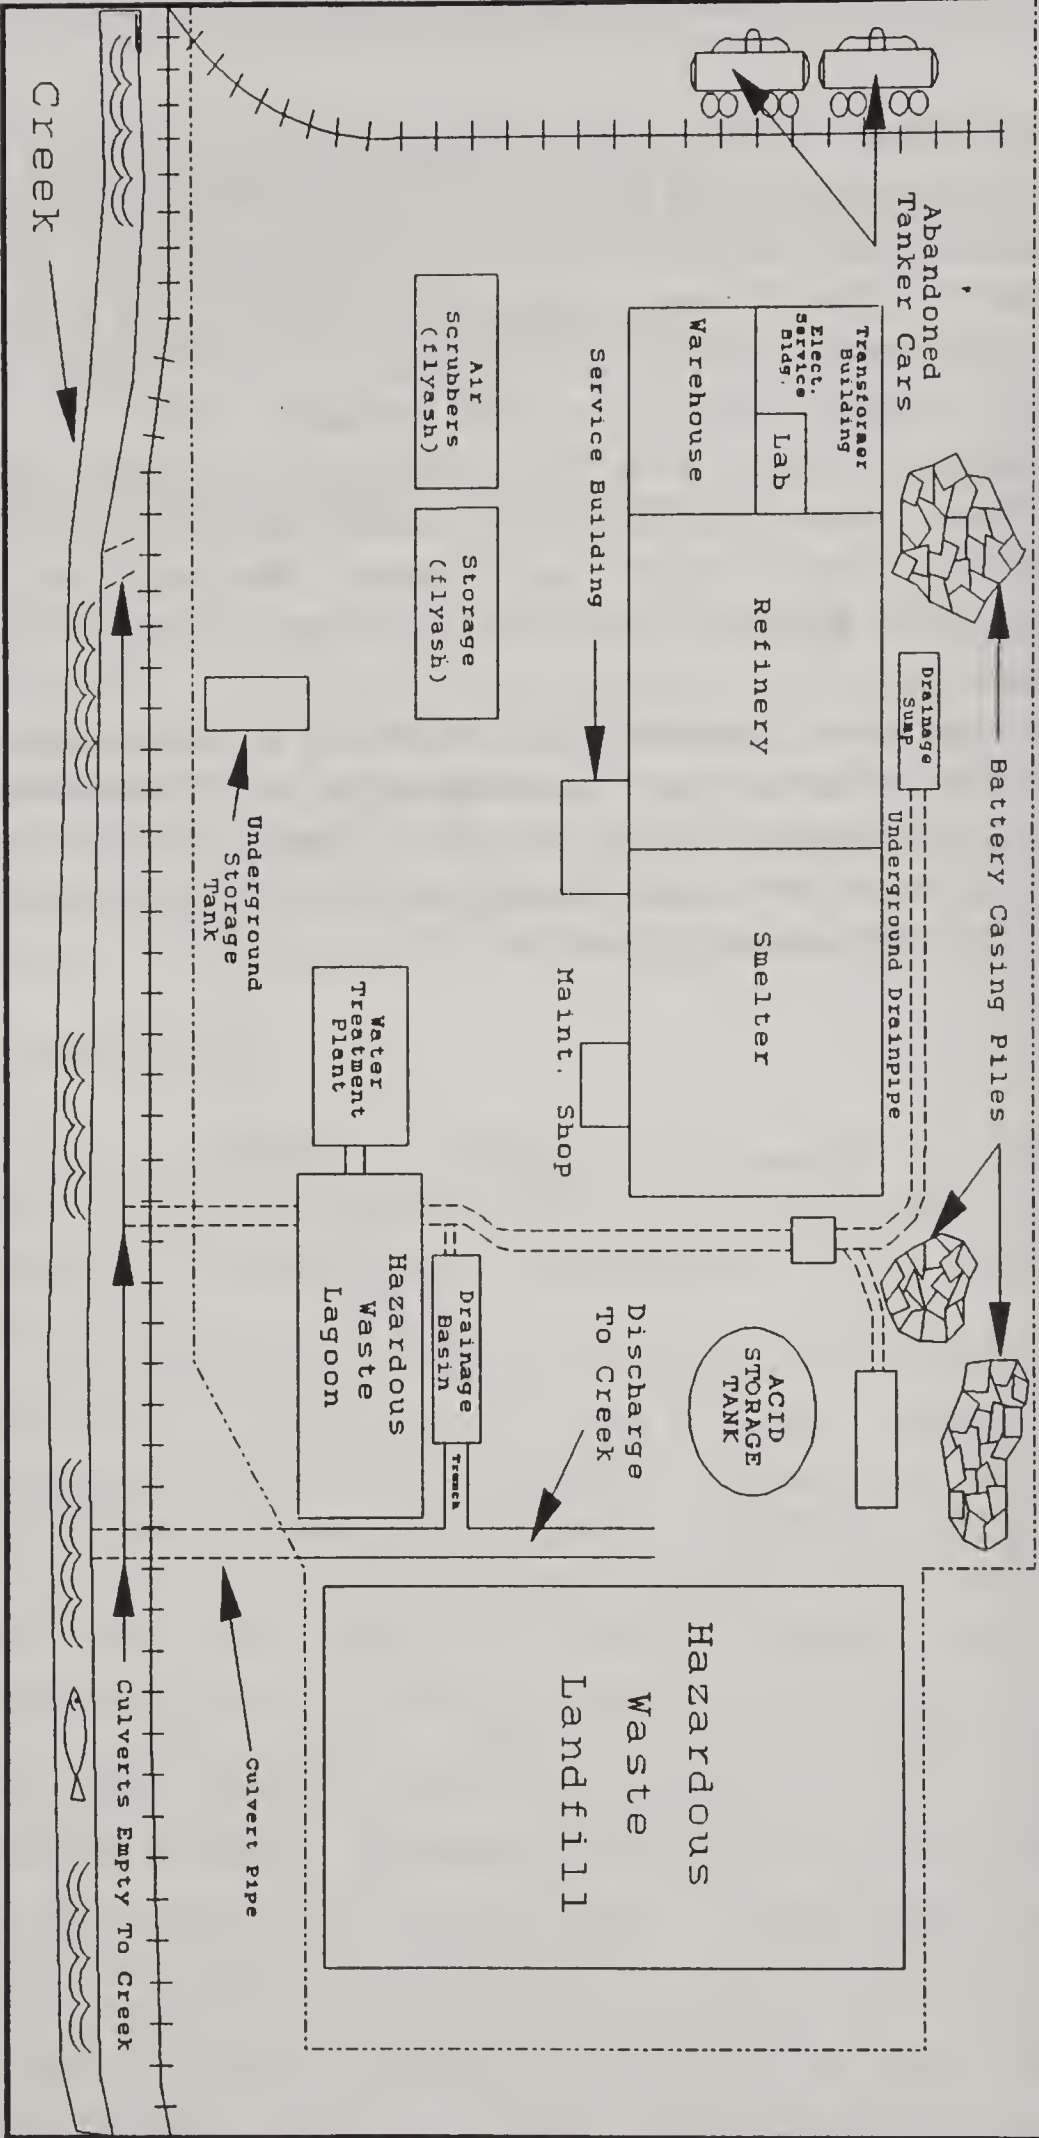 Abandoned
Tanker Cars
Battery Casing Piles
Transformer
Building
Elect.
Service
Bldg.
Lab
Warehouse
Refinery
Smelter
Drainage
Sump
Underground Drainpipe
Service Building
Maint. Shop
Air
Scrubbers
(flyash)
Storage
(flyash)
ACID
STORAGE
TANK
Discharge
To Creek
Hazardous
Waste
Landfill
Drainage
Basin
Trench
Hazardous
Waste
Lagoon
Water
Treatment
Plant
Underground
Storage
Tank
Culvert Pipe
Culverts Empty To Creek
Creek